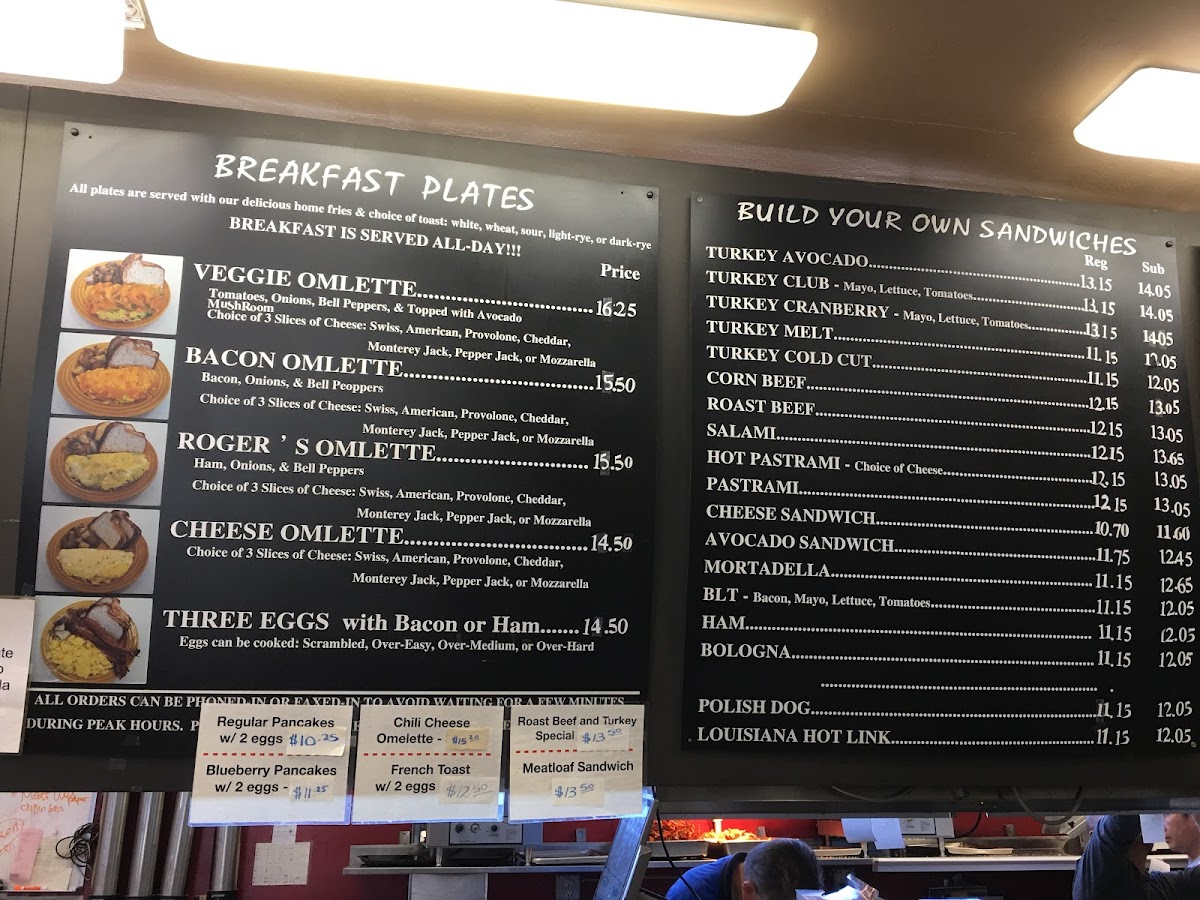 BREAKFAST PLATES
All plates are served with our delicious home fries & choice of toast: white, wheat, sour, light-rye, or dark-rye
BREAKFAST IS SERVED ALL-DAY!!!
Price
VEGGIE OMLETTE 16.25
Tomatoes, Onions, Bell Peppers, & Topped with Avocado
MuShRoom
Choice of 3 Slices of Cheese: Swiss, American, Provolone, Cheddar,
Monterey Jack, Pepper Jack, or Mozzarella
BACON OMLETTE 15.50
Bacon, Onions, & Bell Peoppers
Choice of 3 Slices of Cheese: Swiss, American, Provolone, Cheddar,
Monterey Jack, Pepper Jack, or Mozzarella
ROGER ’ S OMLETTE 15.50
Ham, Onions, & Bell Peppers
Choice of 3 Slices of Cheese: Swiss, American, Provolone, Cheddar,
Monterey Jack, Pepper Jack, or Mozzarella
CHEESE OMLETTE 14.50
Choice of 3 Slices of Cheese: Swiss, American, Provolone, Cheddar,
Monterey Jack, Pepper Jack, or Mozzarella
THREE EGGS with Bacon or Ham 14.50
Eggs can be cooked: Scrambled, Over-Easy, Over-Medium, or Over-Hard
ALL ORDERS CAN BE PHONED-IN OR FAXED-IN TO AVOID WAITING FOR A FEW MINUTES
DURING PEAK HOURS.
Regular Pancakes
w/ 2 eggs $10.25
Blueberry Pancakes
w/ 2 eggs - $11.25
Chili Cheese
Omelette -
French Toast
w/ 2 eggs $12.50
Roast Beef and Turkey
Special $13.50
Meatloaf Sandwich
$13.50
BUILD YOUR OWN SANDWICHES
Reg Sub
TURKEY AVOCADO 13.15 14.05
TURKEY CLUB - Mayo, Lettuce, Tomatoes 13.15 14.05
TURKEY CRANBERRY - Mayo, Lettuce, Tomatoes 13.15 14.05
TURKEY MELT 11.15 12.05
TURKEY COLD CUT 11.15 12.05
CORN BEEF 12.15 13.05
ROAST BEEF 12.15 13.05
SALAMI 12.15 13.65
HOT PASTRAMI - Choice of Cheese 12.15 13.05
PASTRAMI 12.15 13.05
CHEESE SANDWICH 10.70 11.60
AVOCADO SANDWICH 11.75 12.45
MORTADELLA 11.15 12.65
BLT - Bacon, Mayo, Lettuce, Tomatoes 11.15 12.05
HAM 11.15 12.05
BOLOGNA 11.15 12.05
POLISH DOG 11.15 12.05
LOUISIANA HOT LINK 11.15 12.05